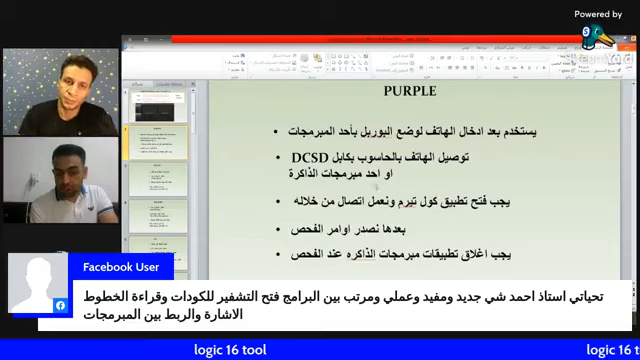 Powered by
StreamYard
PURPLE
يستخدم بعد ادخال الهاتف لوضع البوربل بأحد المبرمجات
توصيل الهاتف بالحاسوب بكابل DCSD
او احد مبرمجات الذاكرة
يجب فتح تطبيق كول تيرم ونعمل اتصال من خلاله
بعدها نصدر اوامر الفحص
يجب اغلاق تطبيقات مبرمجات الذاكره عند الفحص
Facebook User
تحياتي استاذ احمد شي جديد ومفيد وعملي ومرتب بين البرامج فتح التشفير للكودات وقراءة الخطوط
الاشارة والربط بين المبرمجات
logic 16 tool
logic 16 t